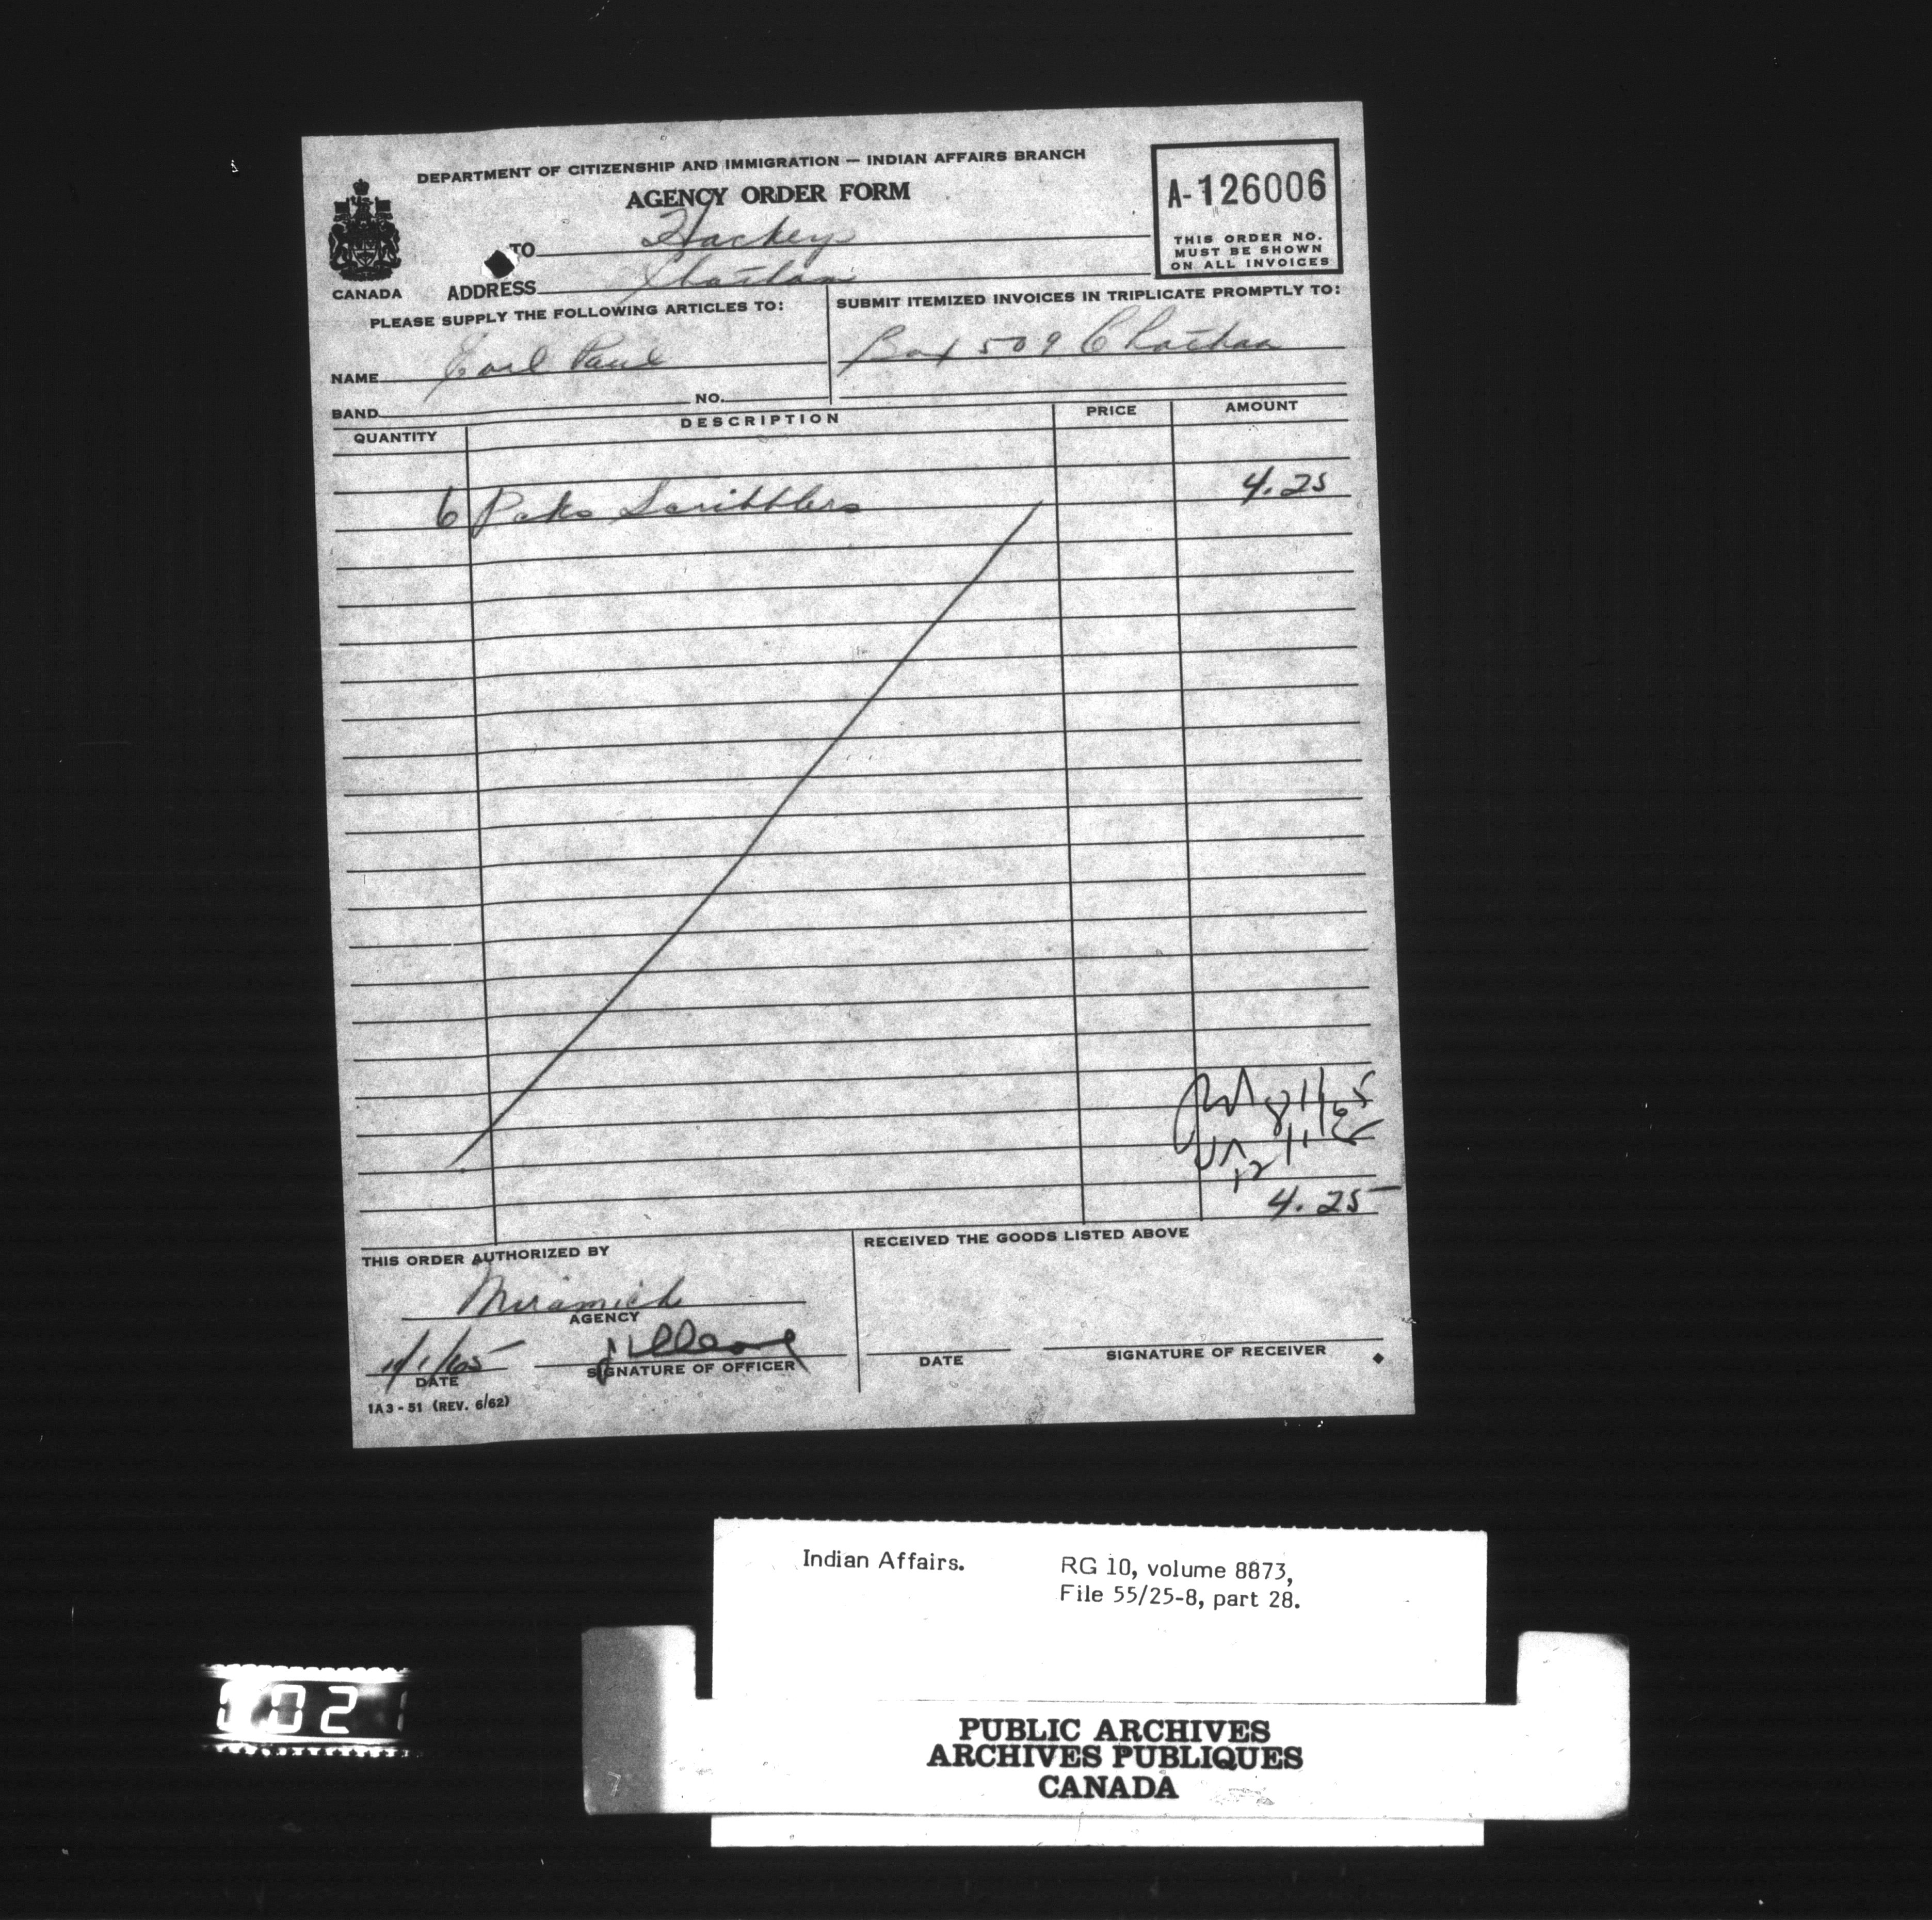 DEPARTMENT OF CITIZENSHIP AND IMMIGRATION — INDIAN AFFAIRS BRANCH
AGENCY ORDER FORM
A-126006
THIS ORDER NO.
MUST BE SHOWN
ON ALL INVOICES
CANADA
TO Hackeys
ADDRESS Chatham
PLEASE SUPPLY THE FOLLOWING ARTICLES TO:
SUBMIT ITEMIZED INVOICES IN TRIPLICATE PROMPTLY TO:
NAME Earl Paul
Box 509 Chatham
BAND NO.
QUANTITY DESCRIPTION PRICE AMOUNT
6 Pcks Scribblers 4.25
4.25
THIS ORDER AUTHORIZED BY
RECEIVED THE GOODS LISTED ABOVE
Miramichi
AGENCY
DATE
SIGNATURE OF OFFICER
DATE
SIGNATURE OF RECEIVER
1A3-51 (REV. 6/62)
Indian Affairs. RG 10, volume 8873,
File 55/25-8, part 28.
PUBLIC ARCHIVES
ARCHIVES PUBLIQUES
CANADA